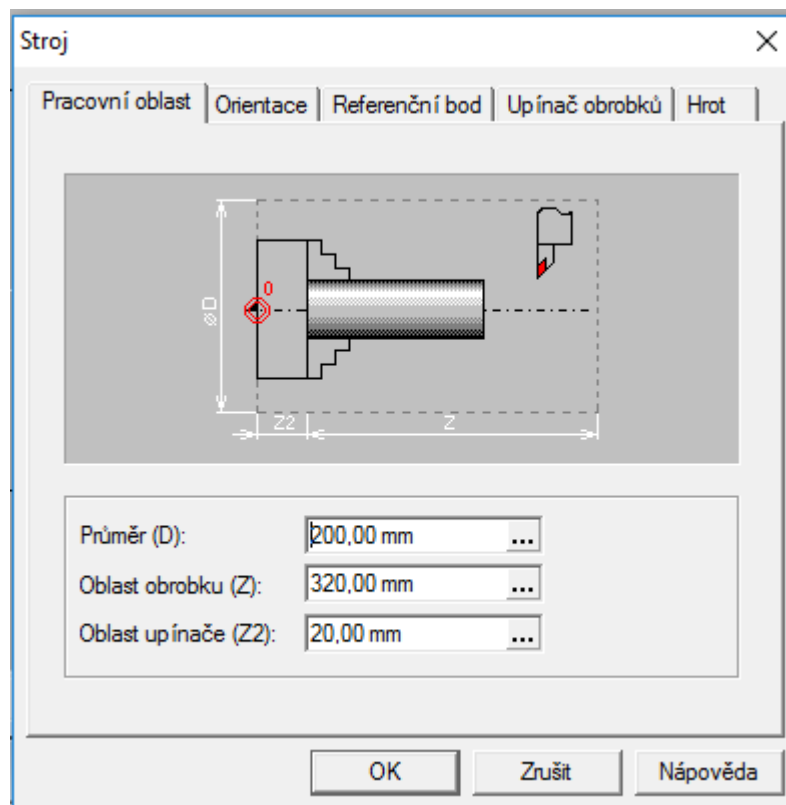 Stroj
Pracovní oblast Orientace Referenční bod Upínač obrobků Hrot
0
ØD
Z2 Z
Průměr (D): 200,00 mm ...
Oblast obrobku (Z): 320,00 mm ...
Oblast upínače (Z2): 20,00 mm ...
OK Zrušit Nápověda